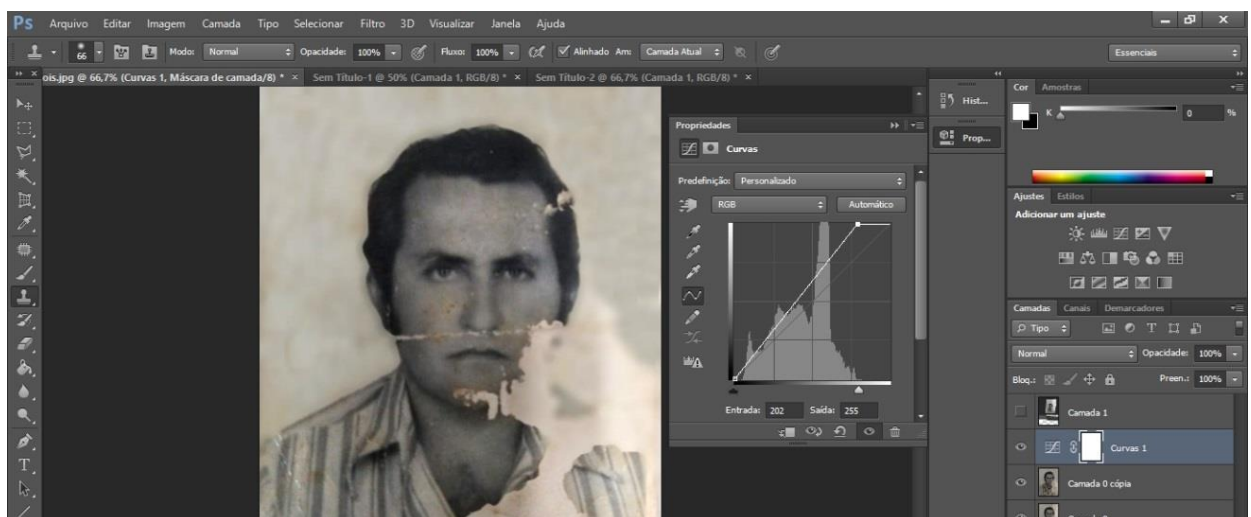 Ps Arquivo Editar Imagem Camada Tipo Selecionar Filtro 3D Visualizar Janela Ajuda
66 Modo: Normal Opacidade: 100% Fluxo: 100% Alinhado Am: Camada Atual Essenciais
ois.jpg @ 66,7% (Curvas 1, Máscara de camada/8) * × Sem Título-1 @ 50% (Camada 1, RGB/8) * × Sem Título-2 @ 66,7% (Camada 1, RGB/8) * ×
Hist...
Prop...
Propriedades
Curvas
Predefinição: Personalizado
RGB Automático
Entrada: 202 Saída: 255
Cor Amostras
K 0 %
Ajustes Estilos
Adicionar um ajuste
Camadas Canais Demarcadores
Tipo
Normal Opacidade: 100%
Bloq.: Preen.: 100%
Camada 1
Curvas 1
Camada 0 cópia